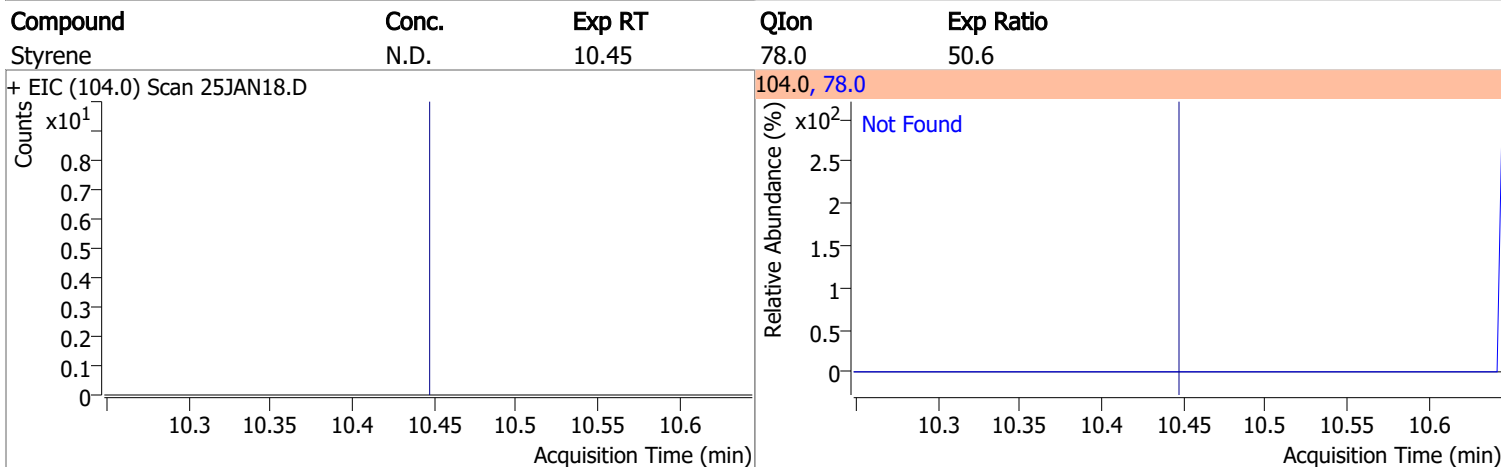 Compound Conc. Exp RT QIon Exp Ratio
Styrene N.D. 10.45 78.0 50.6
+ EIC (104.0) Scan 25JAN18.D
Counts
x10^1
0.8
0.7
0.6
0.5
0.4
0.3
0.2
0.1
0
10.3 10.35 10.4 10.45 10.5 10.55 10.6
Acquisition Time (min)
104.0, 78.0
Relative Abundance (%)
x10^2
Not Found
2.5
2
1.5
1
0.5
0
10.3 10.35 10.4 10.45 10.5 10.55 10.6
Acquisition Time (min)